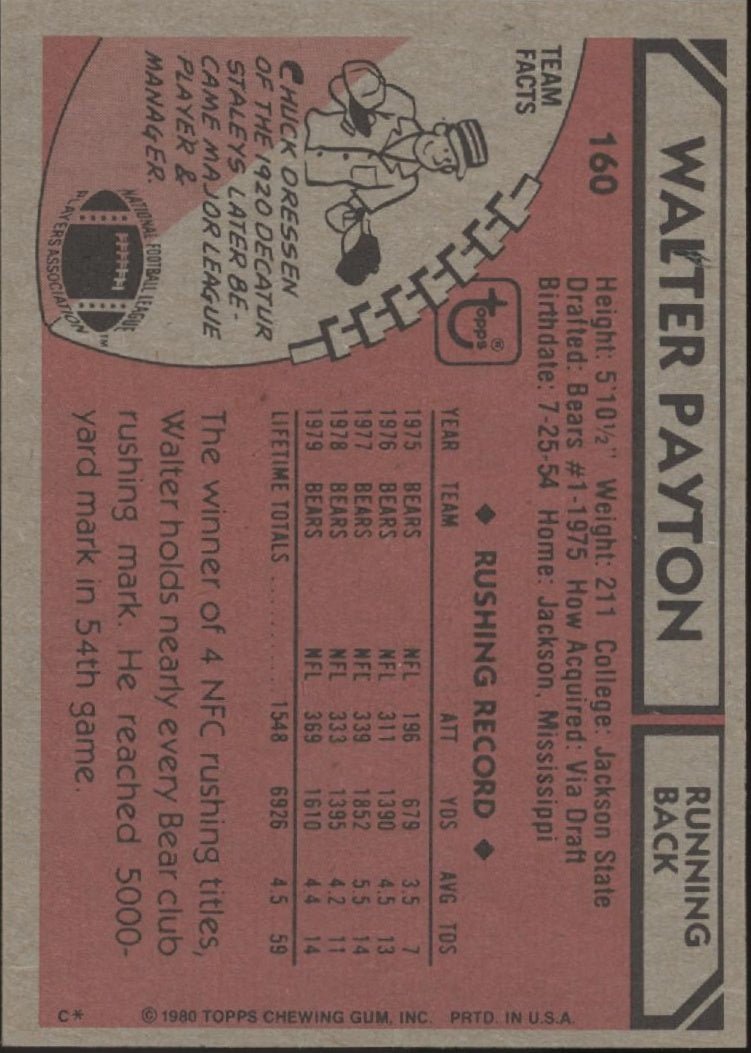 WALTER PAYTON
RUNNING
BACK
160
Height: 5'10½" Weight: 211 College: Jackson State
Drafted: Bears #1-1975 How Acquired: Via Draft
Birthdate: 7-25-54 Home: Jackson, Mississippi
TEAM
FACTS
CHUCK DRESSEN
OF THE 1920 DECATUR
STALEYS LATER BE-
CAME MAJOR LEAGUE
PLAYER &
MANAGER.
NATIONAL FOOTBALL LEAGUE
PLAYERS ASSOCIATION™
topps®
◆ RUSHING RECORD ◆
YEAR TEAM ATT YDS AVG TDS
1975 BEARS NFL 196 679 3.5 7
1976 BEARS NFL 311 1390 4.5 13
1977 BEARS NFL 339 1852 5.5 14
1978 BEARS NFL 333 1395 4.2 11
1979 BEARS NFL 369 1610 4.4 14
LIFETIME TOTALS ........ 1548 6926 4.5 59
The winner of 4 NFC rushing titles,
Walter holds nearly every Bear club
rushing mark. He reached 5000-
yard mark in 54th game.
C* © 1980 TOPPS CHEWING GUM, INC. PRTD. IN U.S.A.